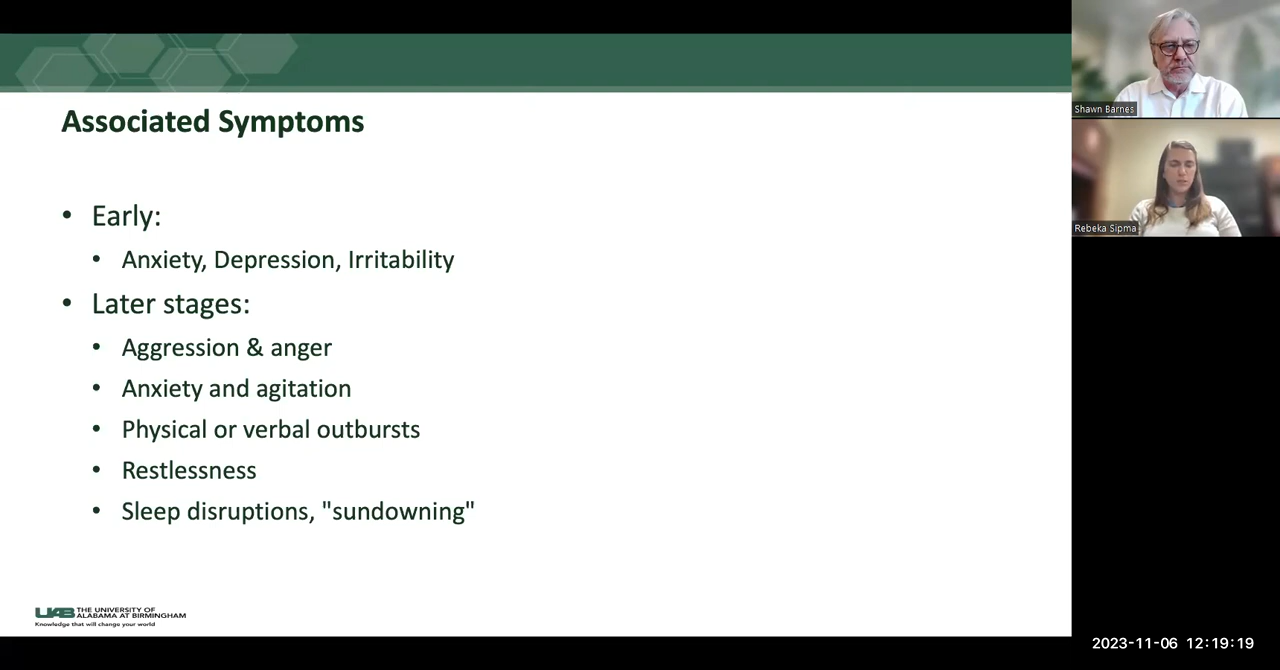 Associated Symptoms
• Early:
• Anxiety, Depression, Irritability
• Later stages:
• Aggression & anger
• Anxiety and agitation
• Physical or verbal outbursts
• Restlessness
• Sleep disruptions, "sundowning"
UAB THE UNIVERSITY OF
ALABAMA AT BIRMINGHAM
Knowledge that will change your world
Shawn Barnes
Rebeka Sipma
2023-11-06 12:19:19